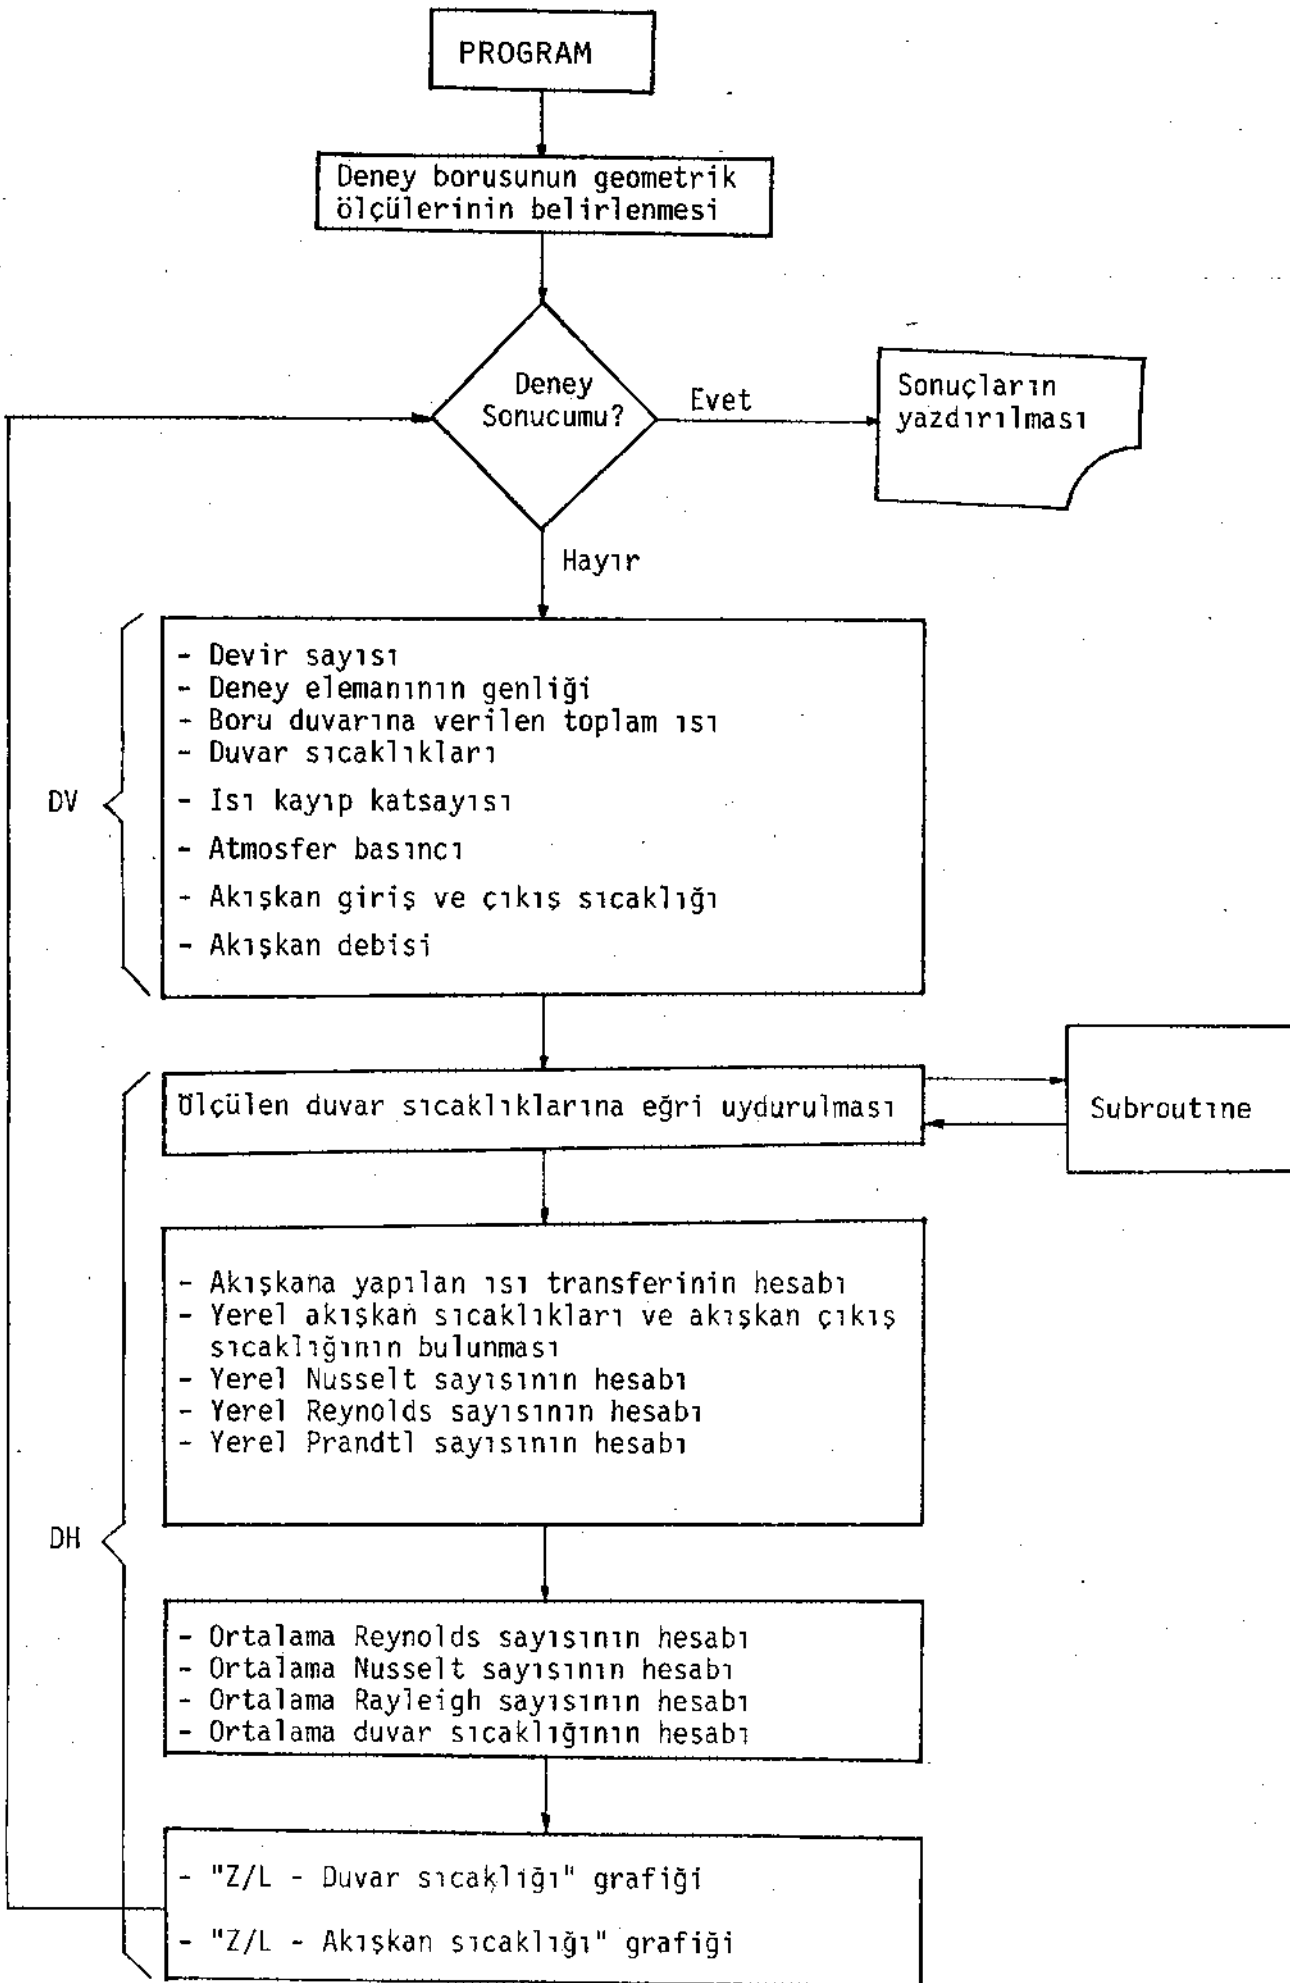 PROGRAM
Deney borusunun geometrik
ölçülerinin belirlenmesi
Deney
Sonucumu?
Evet
Sonuçların
yazdırılması
Hayır
DV
- Devir sayısı
- Deney elemanının genliği
- Boru duvarına verilen toplam ısı
- Duvar sıcaklıkları
- Isı kayıp katsayısı
- Atmosfer basıncı
- Akışkan giriş ve çıkış sıcaklığı
- Akışkan debisi
Ölçülen duvar sıcaklıklarına eğri uydurulması
Subroutıne
DH
- Akışkana yapılan ısı transferinin hesabı
- Yerel akışkan sıcaklıkları ve akışkan çıkış
sıcaklığının bulunması
- Yerel Nusselt sayısının hesabı
- Yerel Reynolds sayısının hesabı
- Yerel Prandtl sayısının hesabı
- Ortalama Reynolds sayısının hesabı
- Ortalama Nusselt sayısının hesabı
- Ortalama Rayleigh sayısının hesabı
- Ortalama duvar sıcaklığının hesabı
- "Z/L - Duvar sıcaklığı" grafiği
- "Z/L - Akışkan sıcaklığı" grafiği